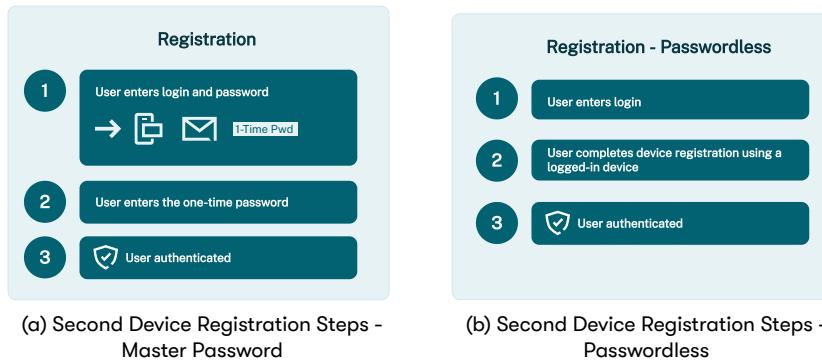 Registration
1
User enters login and password
1-Time Pwd
2
User enters the one-time password
3
User authenticated
(a) Second Device Registration Steps -
Master Password
Registration - Passwordless
1
User enters login
2
User completes device registration using a
logged-in device
3
User authenticated
(b) Second Device Registration Steps -
Passwordless